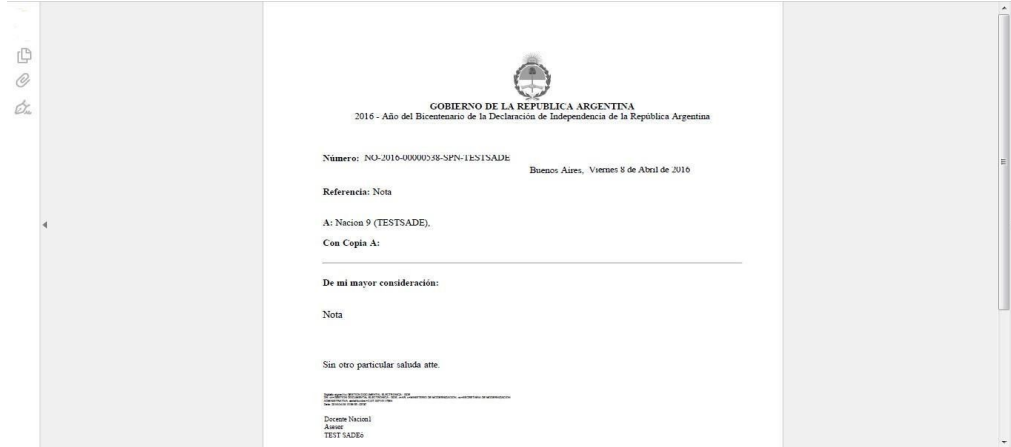 GOBIERNO DE LA REPUBLICA ARGENTINA
2016 - Año del Bicentenario de la Declaración de Independencia de la República Argentina
Número: NO-2016-00000538-SPN-TESTSADE
Buenos Aires, Viernes 8 de Abril de 2016
Referencia: Nota
A: Nacion 9 (TESTSADE),
Con Copia A:
De mi mayor consideración:
Nota
Sin otro particular saluda atte.
Docente Nacion1
Asesor
TEST SADEó